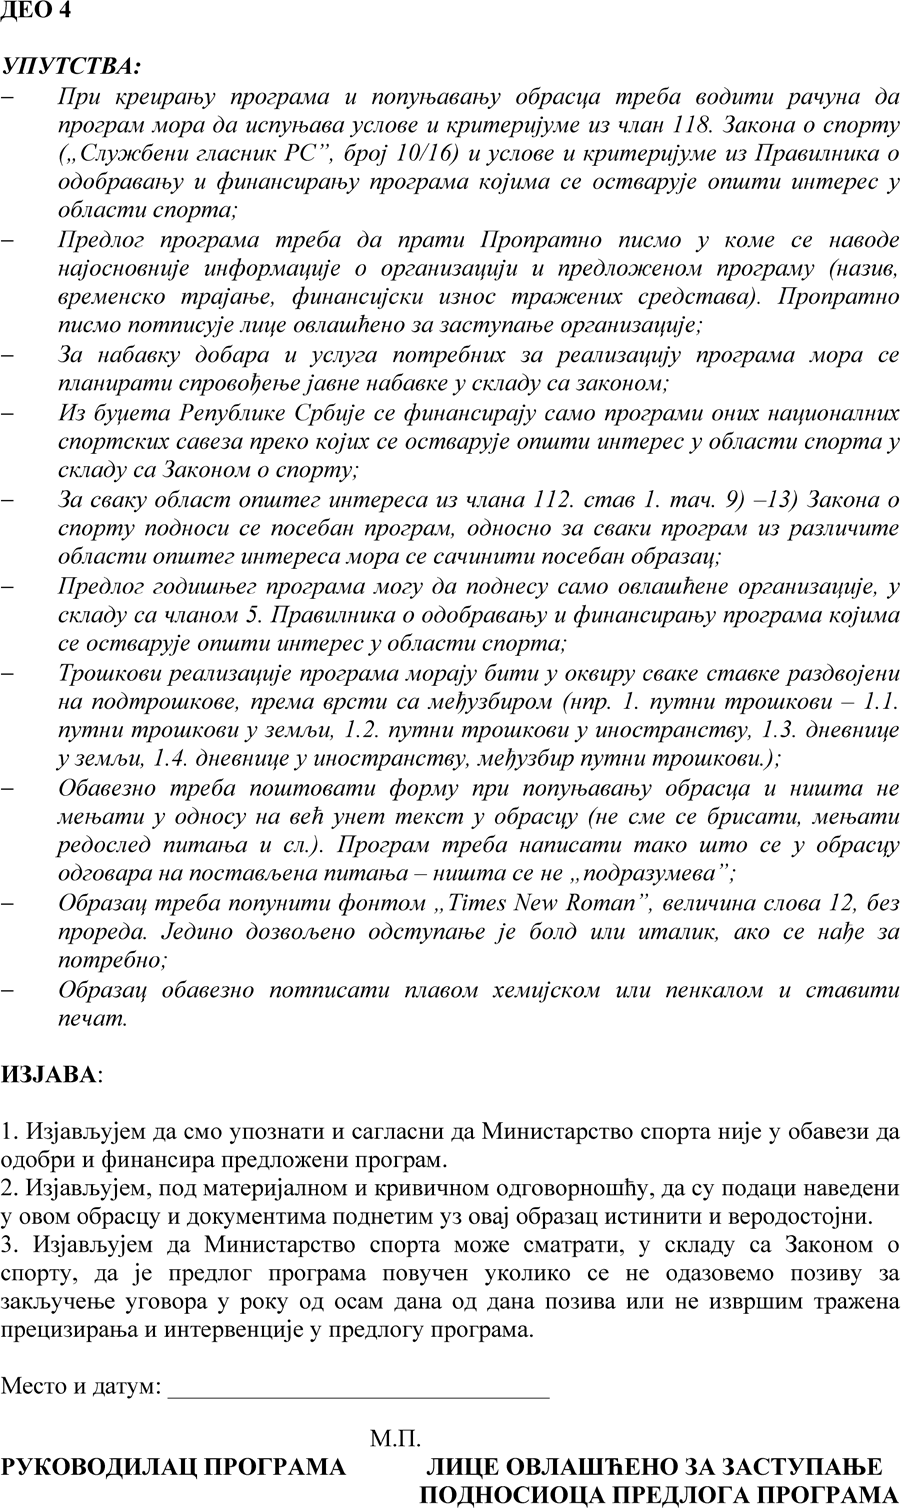 ДЕО 4
УПУТСТВА:
– При креирању програма и попуњавању обрасца треба водити рачуна да
програм мора да испуњава услове и критеријуме из члан 118. Закона о спорту
(„Службени гласник РС”, број 10/16) и услове и критеријуме из Правилника о
одобравању и финансирању програма којима се остварује општи интерес у
области спорта;
– Предлог програма треба да прати Пропратно писмо у коме се наводе
најосновније информације о организацији и предложеном програму (назив,
временско трајање, финансијски износ тражених средстава). Пропратно
писмо потписује лице овлашћено за заступање организације;
– За набавку добара и услуга потребних за реализацију програма мора се
планирати спровођење јавне набавке у складу са законом;
– Из буџета Републике Србије се финансирају само програми оних националних
спортских савеза преко којих се остварује општи интерес у области спорта у
складу са Законом о спорту;
– За сваку област општег интереса из члана 112. став 1. тач. 9) –13) Закона о
спорту подноси се посебан програм, односно за сваки програм из различите
области општег интереса мора се сачинити посебан образац;
– Предлог годишњег програма могу да поднесу само овлашћене организације, у
складу са чланом 5. Правилника о одобравању и финансирању програма којима
се остварује општи интерес у области спорта;
– Трошкови реализације програма морају бити у оквиру сваке ставке раздвојени
на подтрошкове, према врсти са међузбиром (нпр. 1. путни трошкови – 1.1.
путни трошкови у земљи, 1.2. путни трошкови у иностранству, 1.3. дневнице
у земљи, 1.4. дневнице у иностранству, међузбир путни трошкови.);
– Обавезно треба поштовати форму при попуњавању обрасца и ништа не
мењати у односу на већ унет текст у обрасцу (не сме се брисати, мењати
редослед питања и сл.). Програм треба написати тако што се у обрасцу
одговара на постављена питања – ништа се не „подразумева”;
– Образац треба попунити фонтом „Times New Roman”, величина слова 12, без
прореда. Једино дозвољено одступање је болд или италик, ако се нађе за
потребно;
– Образац обавезно потписати плавом хемијском или пенкалом и ставити
печат.
ИЗЈАВА:
1. Изјављујем да смо упознати и сагласни да Министарство спорта није у обавези да
одобри и финансира предложени програм.
2. Изјављујем, под материјалном и кривичном одговорношћу, да су подаци наведени
у овом обрасцу и документима поднетим уз овај образац истинити и веродостојни.
3. Изјављујем да Министарство спорта може сматрати, у складу са Законом о
спорту, да је предлог програма повучен уколико се не одазовемо позиву за
закључење уговора у року од осам дана од дана позива или не извршим тражена
прецизирања и интервенције у предлогу програма.
Место и датум: _______________________________
М.П.
РУКОВОДИЛАЦ ПРОГРАМА ЛИЦЕ ОВЛАШЋЕНО ЗА ЗАСТУПАЊЕ
ПОДНОСИОЦА ПРЕДЛОГА ПРОГРАМА